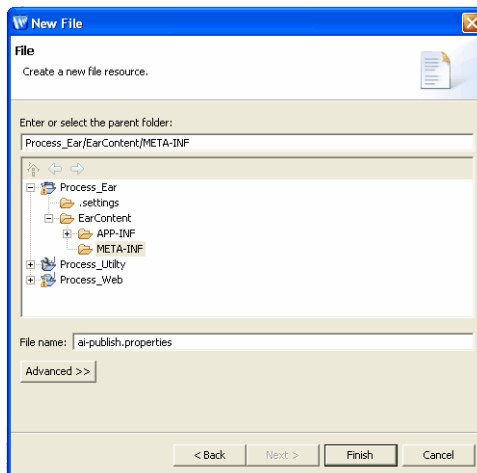 New File
File
Create a new file resource.
Enter or select the parent folder:
Process_Ear/EarContent/META-INF
Process_Ear
.settings
EarContent
APP-INF
META-INF
Process_Utilty
Process_Web
File name: ai-publish.properties
Advanced >>
< Back Next > Finish Cancel